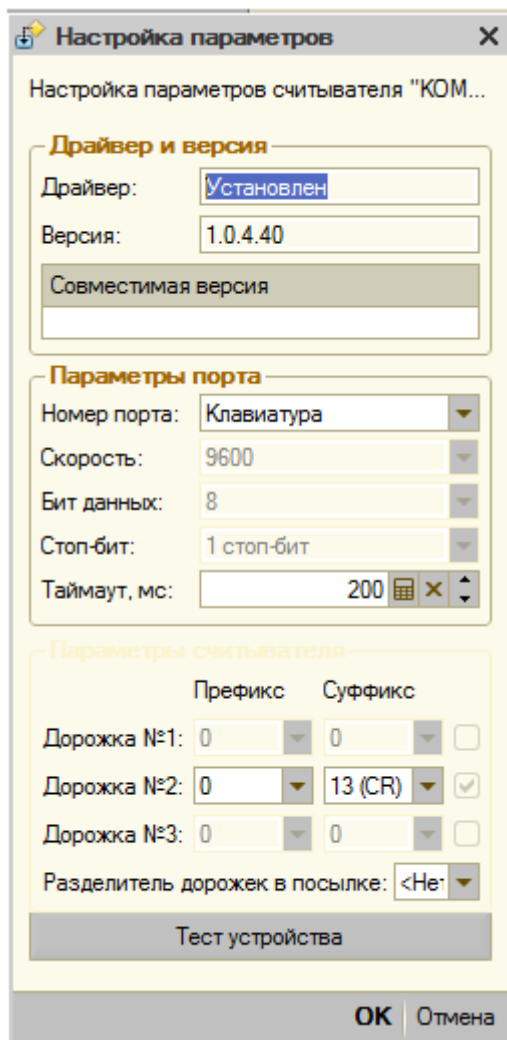 Настройка параметров
Настройка параметров считывателя "КОМ...
Драйвер и версия
Драйвер: Установлен
Версия: 1.0.4.40
Совместимая версия
Параметры порта
Номер порта: Клавиатура
Скорость: 9600
Бит данных: 8
Стоп-бит: 1 стоп-бит
Таймаут, мс: 200
Параметры считывателя
Префикс Суффикс
Дорожка №1: 0 0
Дорожка №2: 0 13 (CR)
Дорожка №3: 0 0
Разделитель дорожек в посылке: <Нет
Тест устройства
ОК Отмена